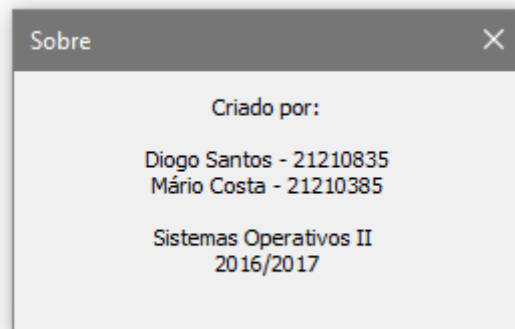 Sobre
Criado por:
Diogo Santos - 21210835
Mário Costa - 21210385
Sistemas Operativos II
2016/2017